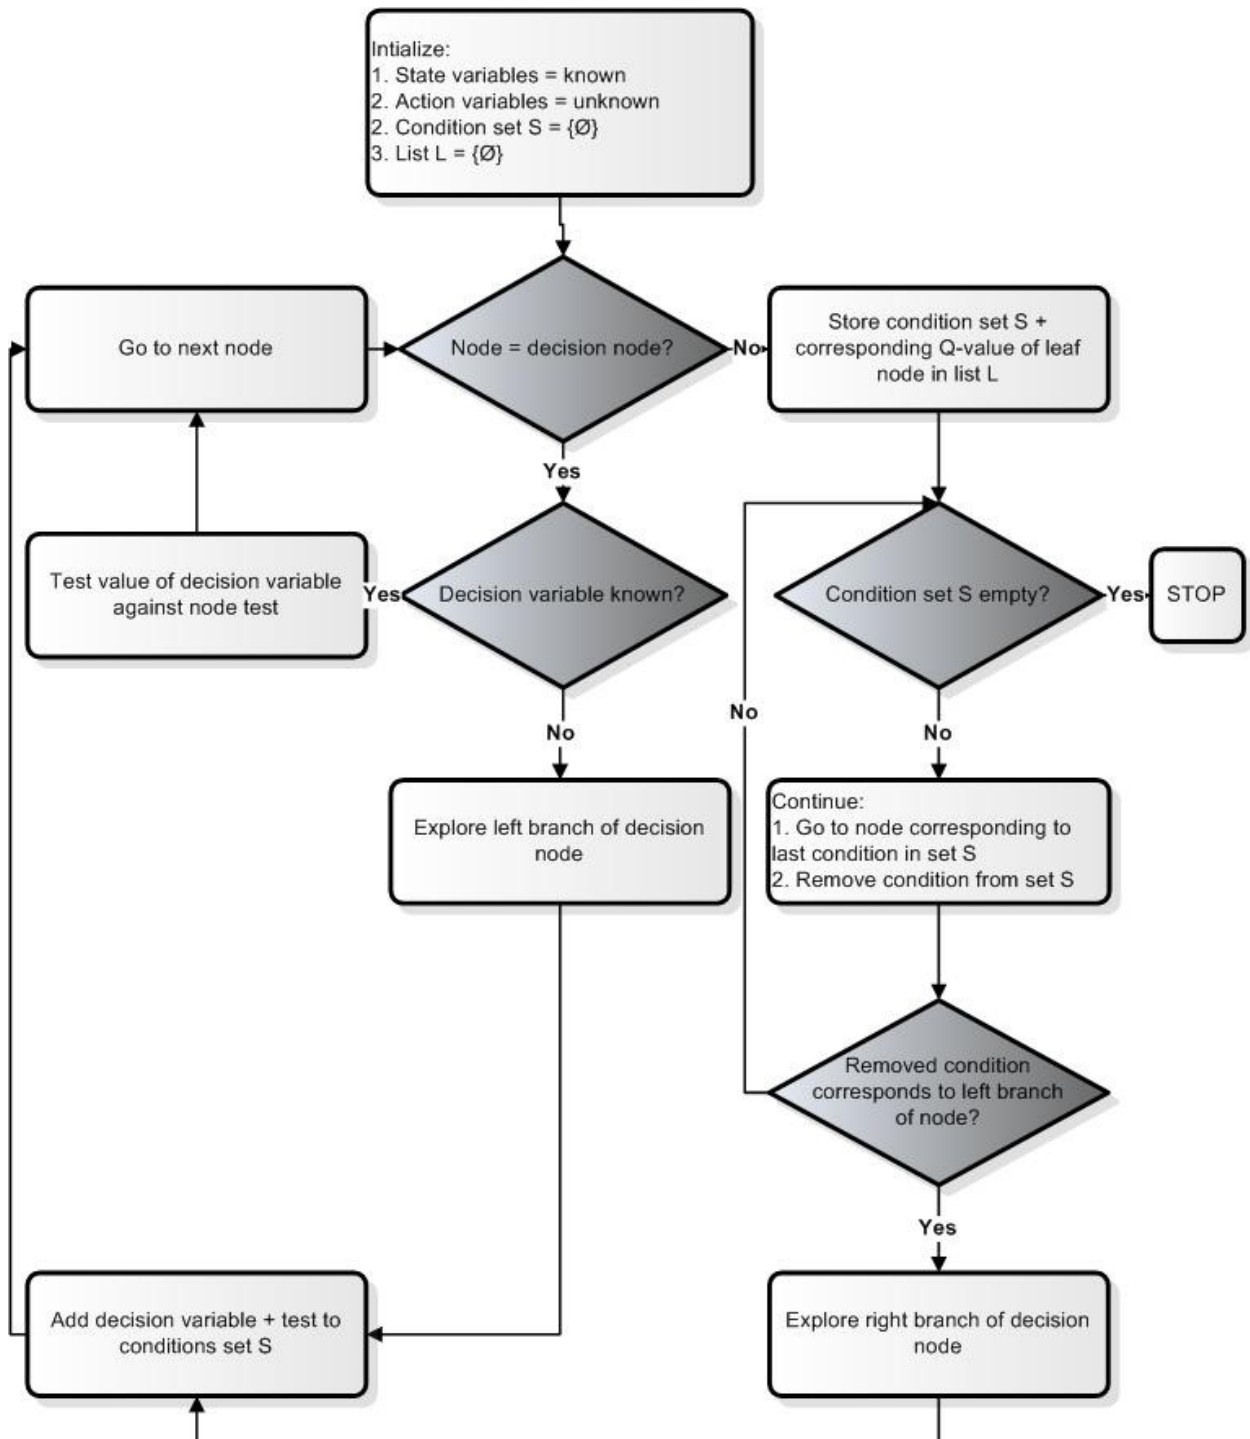 Intialize:
1. State variables = known
2. Action variables = unknown
2. Condition set S = {Ø}
3. List L = {Ø}
Go to next node
Node = decision node?
No
Store condition set S +
corresponding Q-value of leaf
node in list L
Yes
Test value of decision variable
against node test
Yes
Decision variable known?
Condition set S empty?
Yes
STOP
No
No
No
Explore left branch of decision
node
Continue:
1. Go to node corresponding to
last condition in set S
2. Remove condition from set S
Removed condition
corresponds to left branch
of node?
Yes
Add decision variable + test to
conditions set S
Explore right branch of decision
node